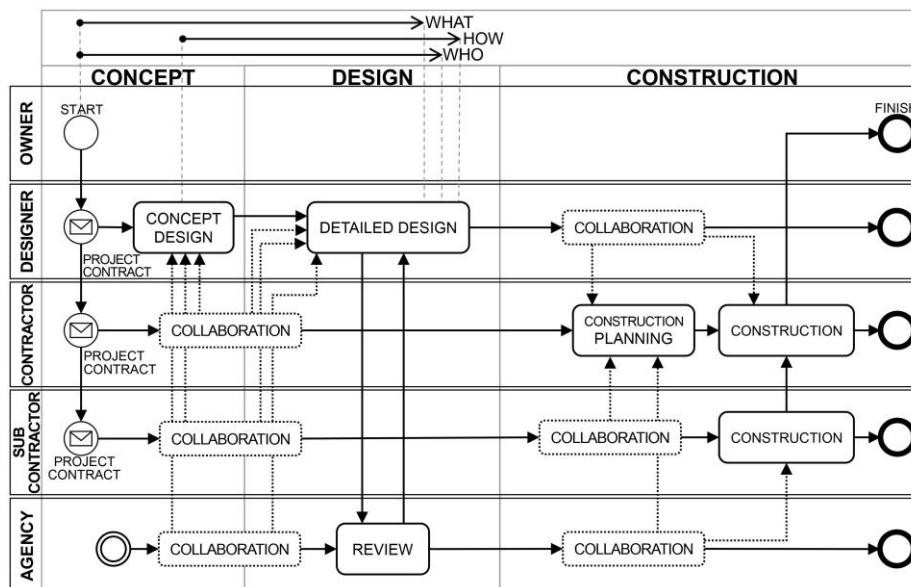 WHAT
HOW
WHO
CONCEPT
DESIGN
CONSTRUCTION
OWNER
START
FINISH
DESIGNER
CONCEPT
DESIGN
DETAILED DESIGN
COLLABORATION
PROJECT
CONTRACT
CONTRACTOR
COLLABORATION
CONSTRUCTION
PLANNING
CONSTRUCTION
PROJECT
CONTRACT
SUB
CONTRACTOR
COLLABORATION
COLLABORATION
CONSTRUCTION
PROJECT
CONTRACT
AGENCY
COLLABORATION
REVIEW
COLLABORATION